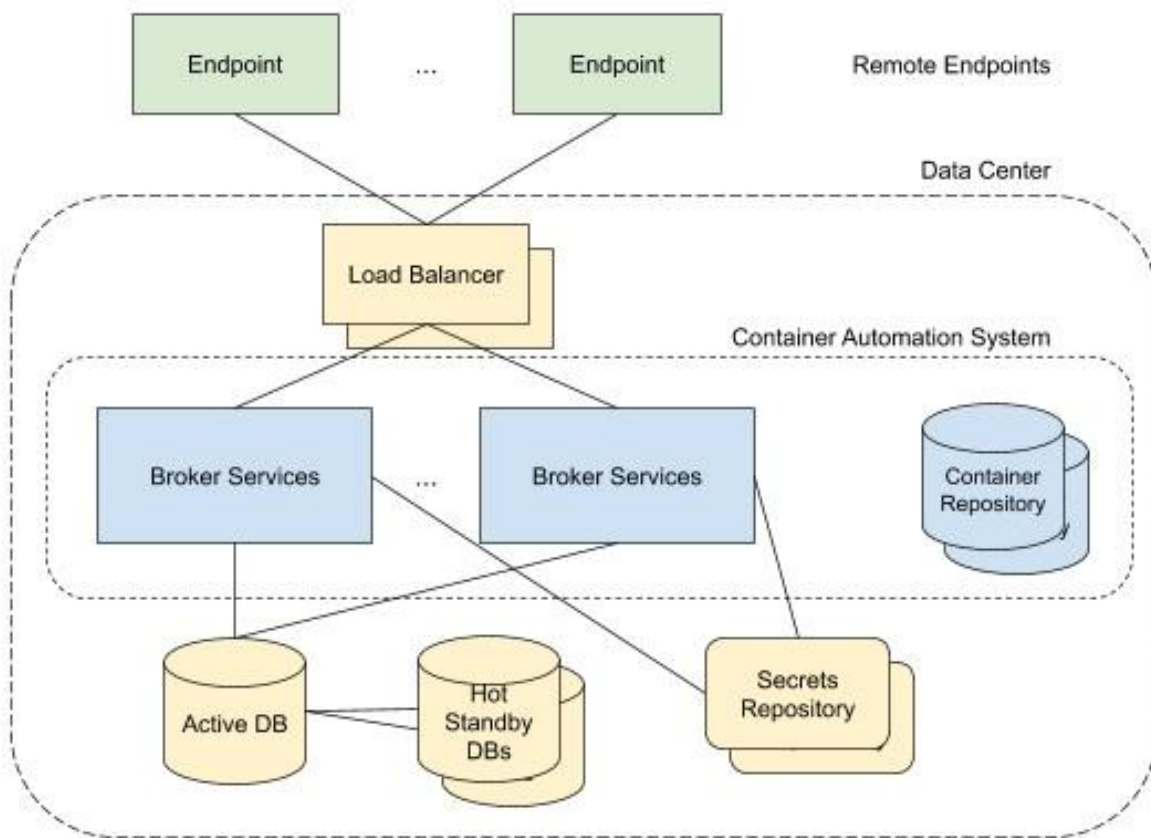 Endpoint
...
Endpoint
Remote Endpoints
Data Center
Load Balancer
Container Automation System
Broker Services
...
Broker Services
Container
Repository
Active DB
Hot
Standby
DBs
Secrets
Repository